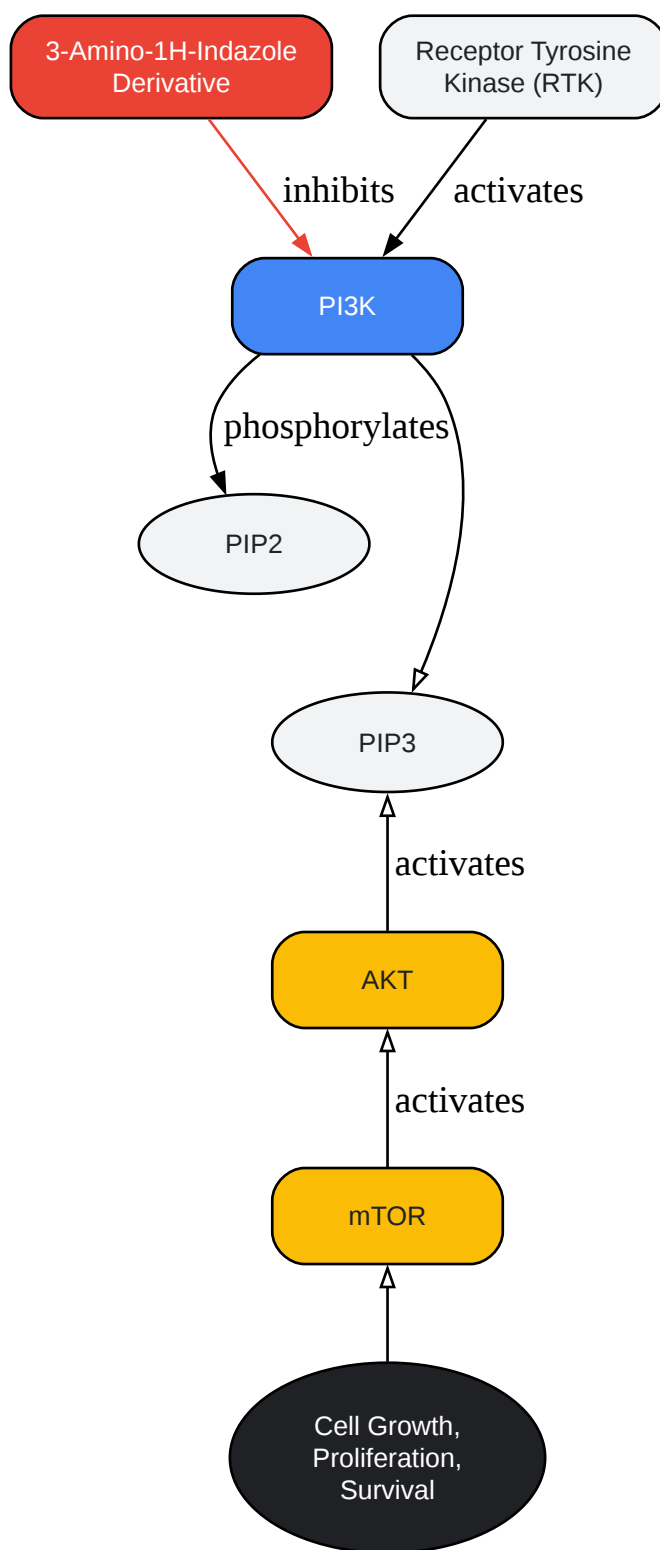 3-Amino-1H-Indazole
Derivative
Receptor Tyrosine
Kinase (RTK)
inhibits
activates
PI3K
phosphorylates
PIP2
PIP3
activates
AKT
activates
mTOR
Cell Growth,
Proliferation,
Survival